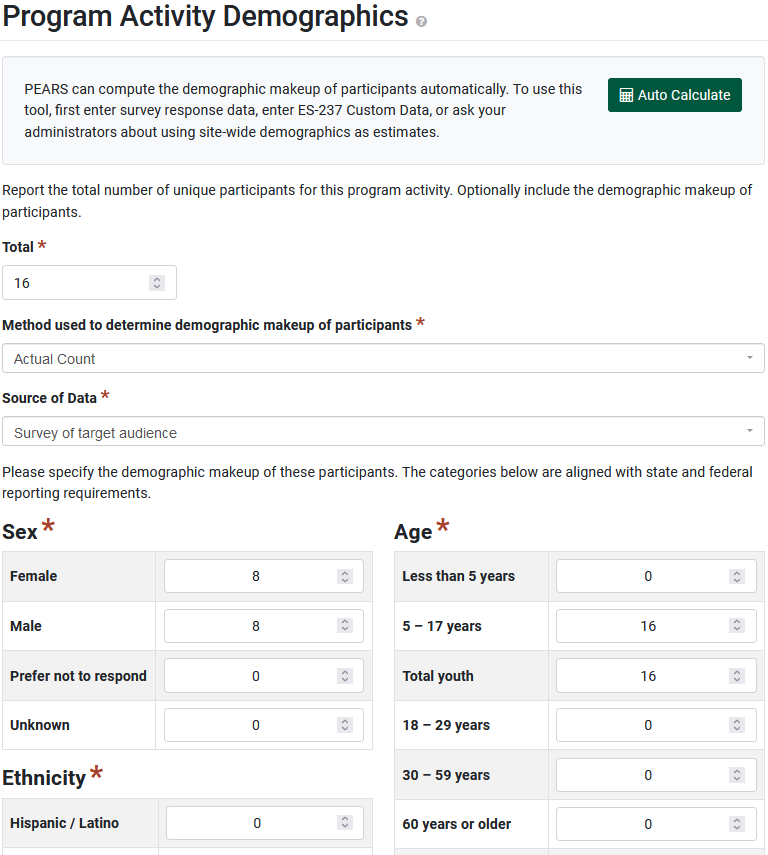 Program Activity Demographics ?
PEARS can compute the demographic makeup of participants automatically. To use this
tool, first enter survey response data, enter ES-237 Custom Data, or ask your
administrators about using site-wide demographics as estimates.
Auto Calculate
Report the total number of unique participants for this program activity. Optionally include the demographic makeup of
participants.
Total *
16
Method used to determine demographic makeup of participants *
Actual Count
Source of Data *
Survey of target audience
Please specify the demographic makeup of these participants. The categories below are aligned with state and federal
reporting requirements.
Sex *
Female 8
Male 8
Prefer not to respond 0
Unknown 0
Ethnicity *
Hispanic / Latino 0
Age *
Less than 5 years 0
5 – 17 years 16
Total youth 16
18 – 29 years 0
30 – 59 years 0
60 years or older 0